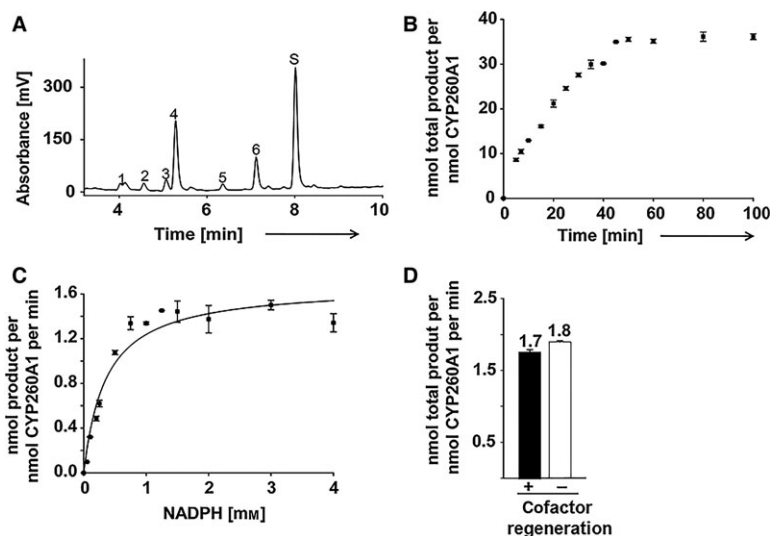 A
Absorbance [mV]
300
150
0
1
2
3
4
5
6
S
4
6
8
10
Time [min]
B
nmol total product per
nmol CYP260A1
40
30
20
10
0
0
20
40
60
80
100
Time [min]
C
nmol product per
nmol CYP260A1 per min
1.6
1.2
0.8
0.4
0.0
0
1
2
3
4
NADPH [mM]
D
nmol total produt per
nmol CYP260A1 per min
2.5
1.5
0.5
1.7
1.8
+
–
Cofactor
regeneration